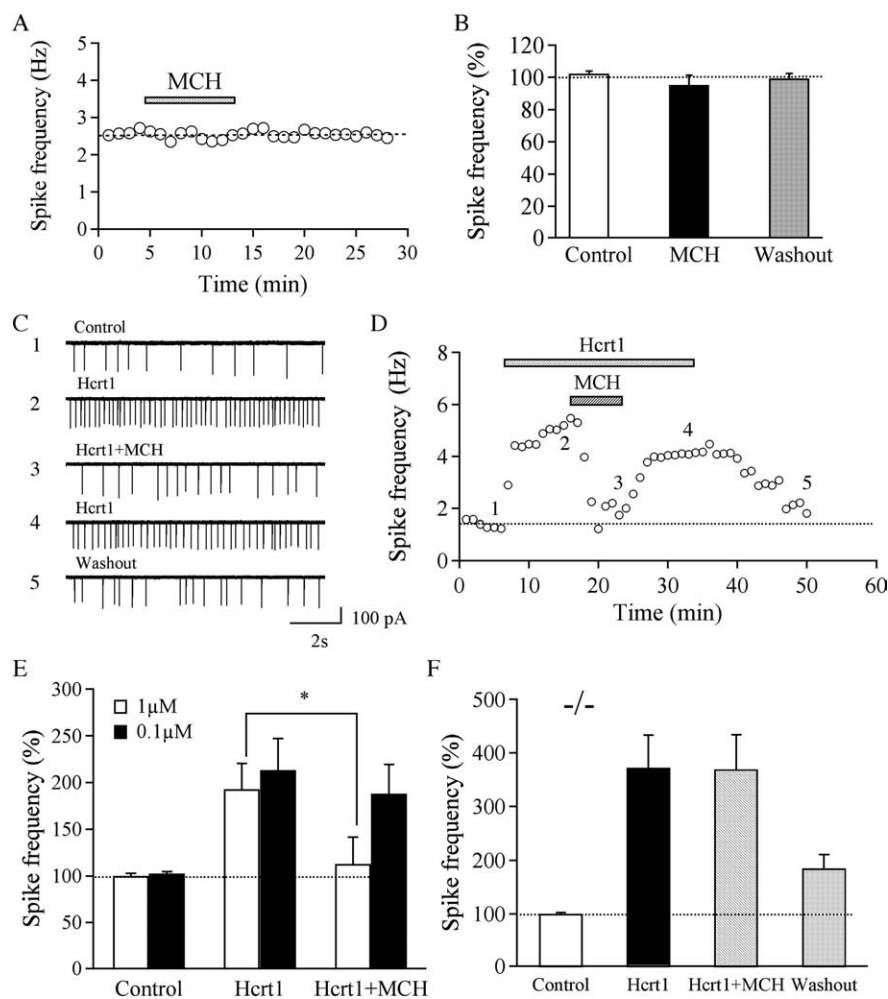 A
Spike frequency (Hz)
5
4
3
2
1
0
MCH
0 5 10 15 20 25 30
Time (min)
B
Spike frequency (%)
120
100
80
60
40
20
0
Control MCH Washout
C
1 Control
2 Hcrt1
3 Hcrt1+MCH
4 Hcrt1
5 Washout
100 pA
2s
D
Spike frequency (Hz)
8
6
4
2
0
Hcrt1
MCH
1 2 3 4 5
0 10 20 30 40 50 60
Time (min)
E
Spike frequency (%)
300
250
200
150
100
50
0
1µM
0.1µM
*
Control Hcrt1 Hcrt1+MCH
F
Spike frequency (%)
500
400
300
200
100
0
-/-
Control Hcrt1 Hcrt1+MCH Washout